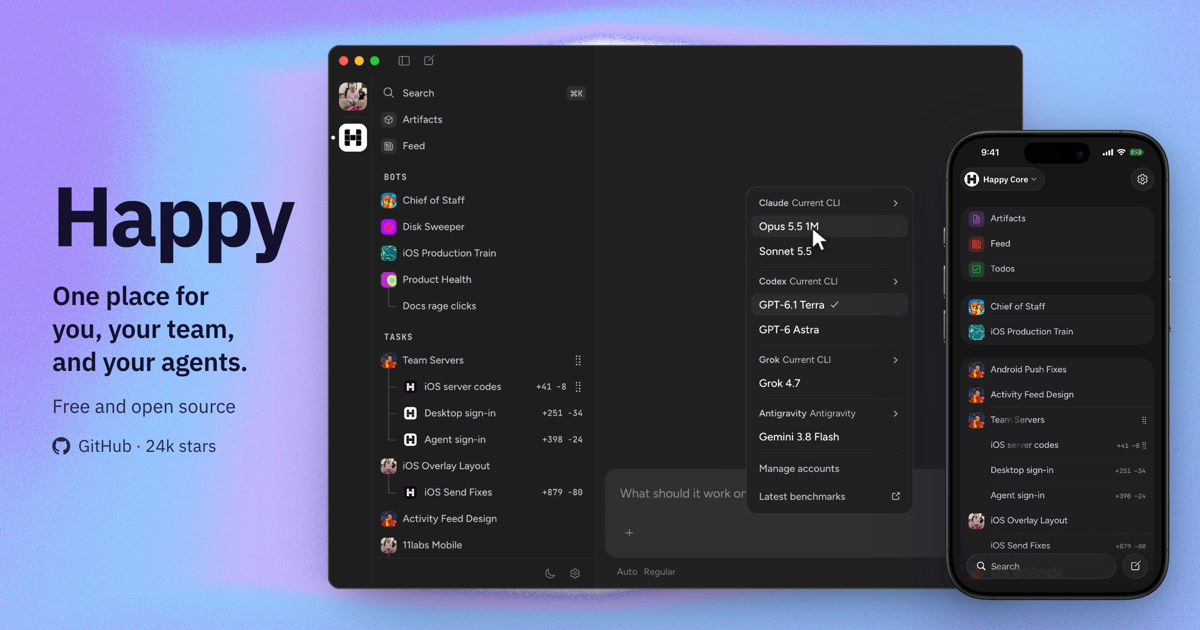 Happy
One place for
you, your team,
and your agents.
Free and open source
GitHub · 24k stars
Search ⌘K
Artifacts
Feed
BOTS
Chief of Staff
Disk Sweeper
iOS Production Train
Product Health
Docs rage clicks
TASKS
Team Servers
iOS server codes +41 -8
Desktop sign-in +251 -34
Agent sign-in +398 -24
iOS Overlay Layout
iOS Send Fixes +879 -80
Activity Feed Design
11labs Mobile
Claude Current CLI
Opus 5.5 1M
Sonnet 5.5
Codex Current CLI
GPT-6.1 Terra ✓
GPT-6 Astra
Grok Current CLI
Grok 4.7
Antigravity Antigravity
Gemini 3.8 Flash
Manage accounts
Latest benchmarks
What should it work on
+
Auto Regular
9:41
Happy Core
Artifacts
Feed
Todos
Chief of Staff
iOS Production Train
Android Push Fixes
Activity Feed Design
Team Servers
iOS server codes +41 -8
Desktop sign-in +251 -34
Agent sign-in +398 -24
iOS Overlay Layout
iOS Send Fixes +879 -80
Search